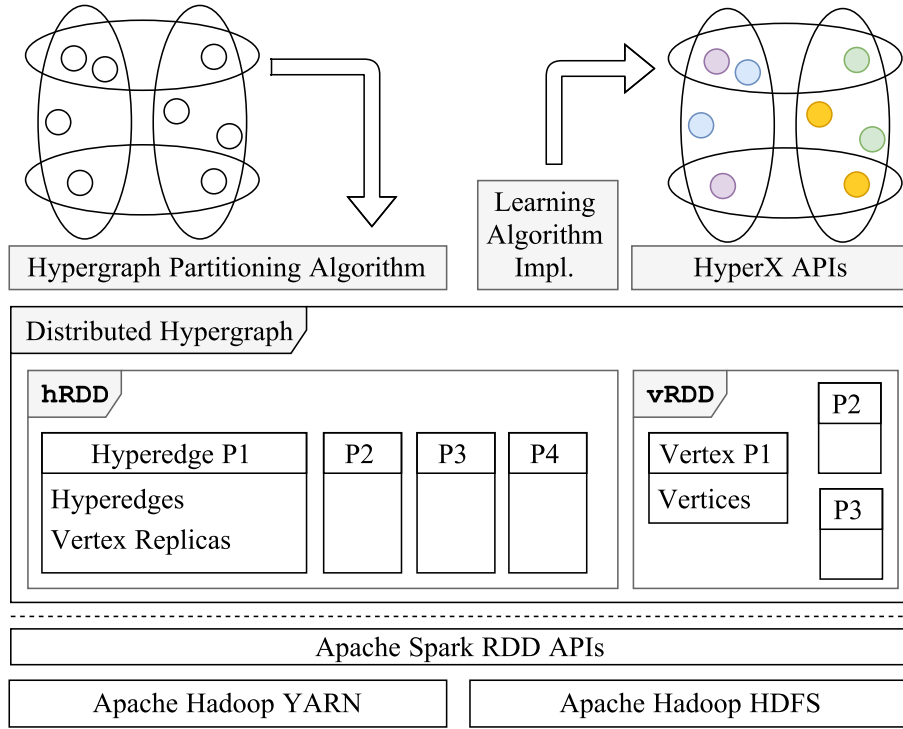 Hypergraph Partitioning Algorithm
Learning
Algorithm
Impl.
HyperX APIs
Distributed Hypergraph
hRDD
Hyperedge P1
Hyperedges
Vertex Replicas
P2
P3
P4
vRDD
Vertex P1
Vertices
P2
P3
Apache Spark RDD APIs
Apache Hadoop YARN
Apache Hadoop HDFS